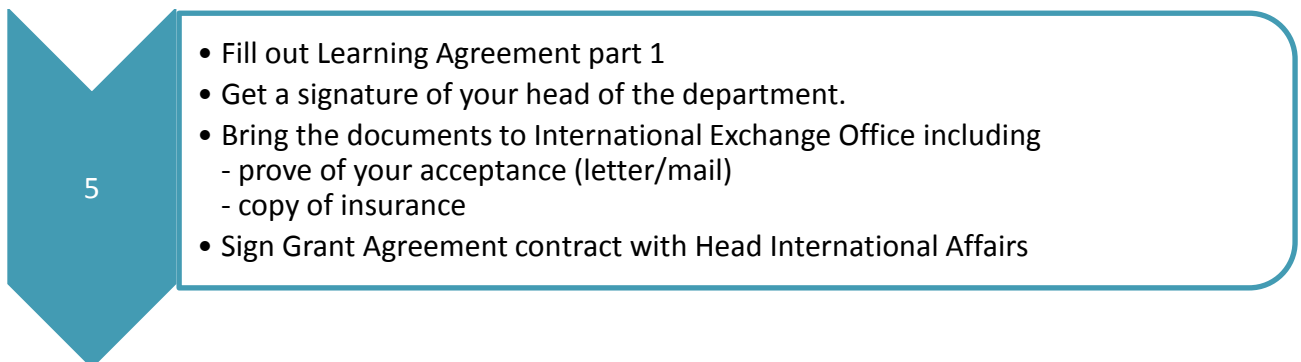 5
• Fill out Learning Agreement part 1
• Get a signature of your head of the department.
• Bring the documents to International Exchange Office including
- prove of your acceptance (letter/mail)
- copy of insurance
• Sign Grant Agreement contract with Head International Affairs